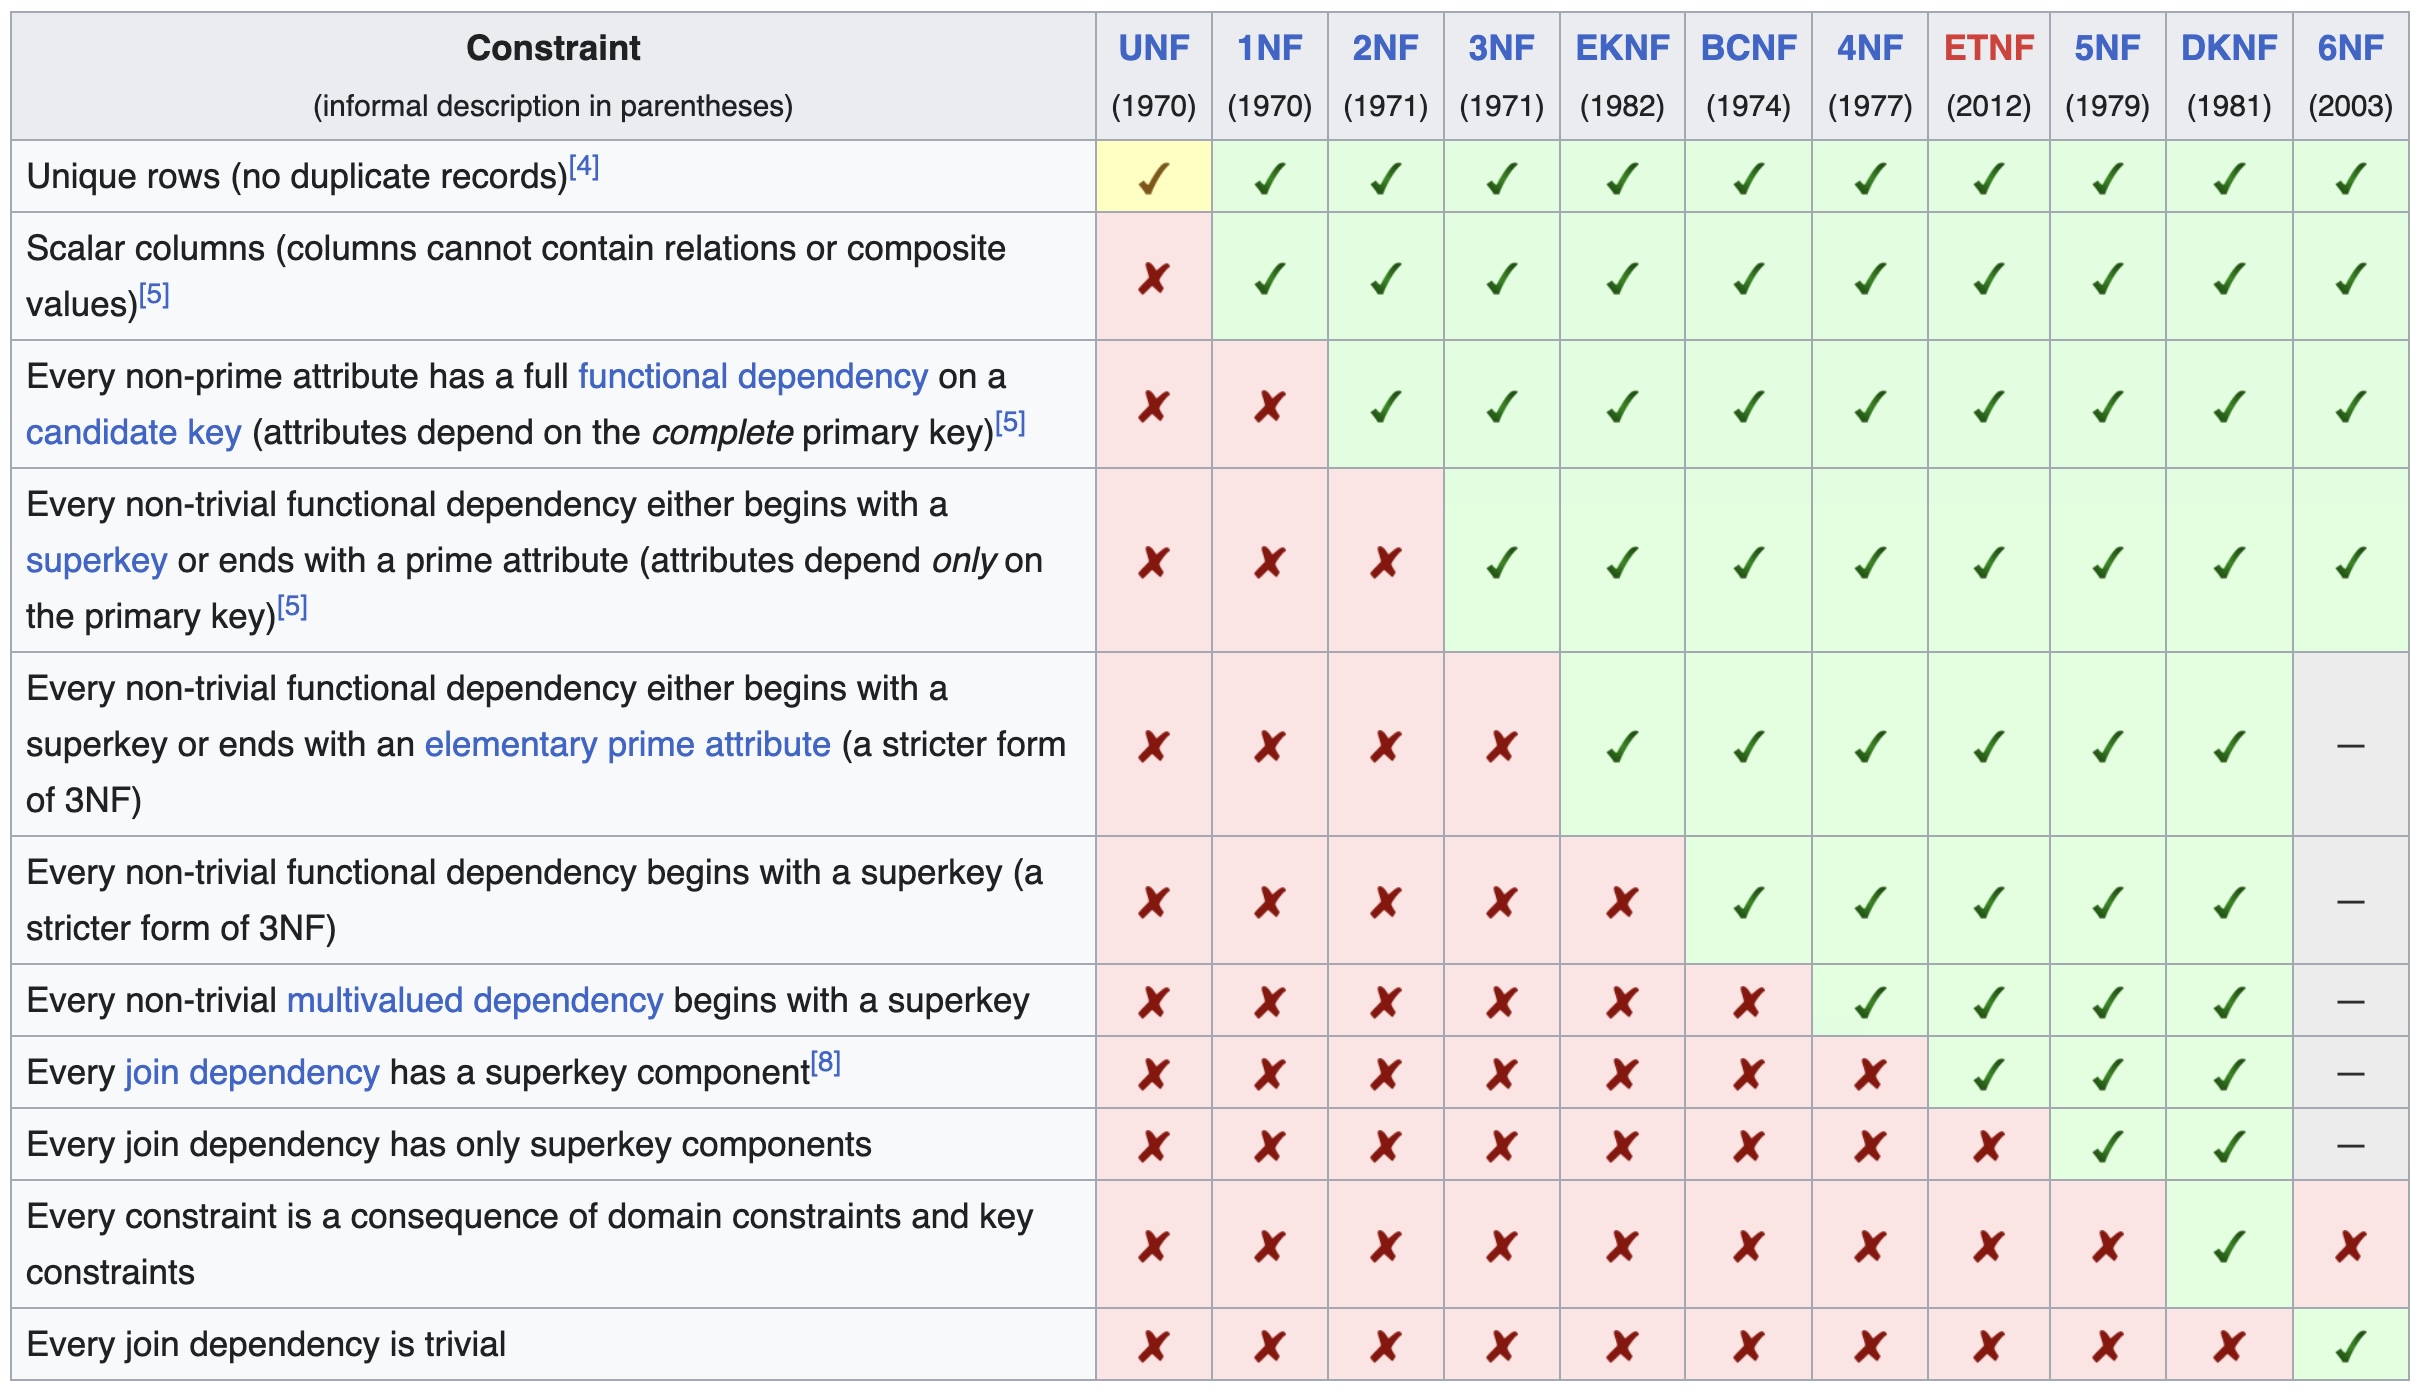 Constraint
(informal description in parentheses)
UNF
(1970)
1NF
(1970)
2NF
(1971)
3NF
(1971)
EKNF
(1982)
BCNF
(1974)
4NF
(1977)
ETNF
(2012)
5NF
(1979)
DKNF
(1981)
6NF
(2003)
Unique rows (no duplicate records)[4] ✓ ✓ ✓ ✓ ✓ ✓ ✓ ✓ ✓ ✓ ✓
Scalar columns (columns cannot contain relations or composite
values)[5] ✗ ✓ ✓ ✓ ✓ ✓ ✓ ✓ ✓ ✓ ✓
Every non-prime attribute has a full functional dependency on a
candidate key (attributes depend on the complete primary key)[5] ✗ ✗ ✓ ✓ ✓ ✓ ✓ ✓ ✓ ✓ ✓
Every non-trivial functional dependency either begins with a
superkey or ends with a prime attribute (attributes depend only on
the primary key)[5] ✗ ✗ ✗ ✓ ✓ ✓ ✓ ✓ ✓ ✓ ✓
Every non-trivial functional dependency either begins with a
superkey or ends with an elementary prime attribute (a stricter form
of 3NF) ✗ ✗ ✗ ✗ ✓ ✓ ✓ ✓ ✓ ✓ —
Every non-trivial functional dependency begins with a superkey (a
stricter form of 3NF) ✗ ✗ ✗ ✗ ✗ ✓ ✓ ✓ ✓ ✓ —
Every non-trivial multivalued dependency begins with a superkey ✗ ✗ ✗ ✗ ✗ ✗ ✓ ✓ ✓ ✓ —
Every join dependency has a superkey component[8] ✗ ✗ ✗ ✗ ✗ ✗ ✗ ✓ ✓ ✓ —
Every join dependency has only superkey components ✗ ✗ ✗ ✗ ✗ ✗ ✗ ✗ ✓ ✓ —
Every constraint is a consequence of domain constraints and key
constraints ✗ ✗ ✗ ✗ ✗ ✗ ✗ ✗ ✗ ✓ ✗
Every join dependency is trivial ✗ ✗ ✗ ✗ ✗ ✗ ✗ ✗ ✗ ✗ ✓